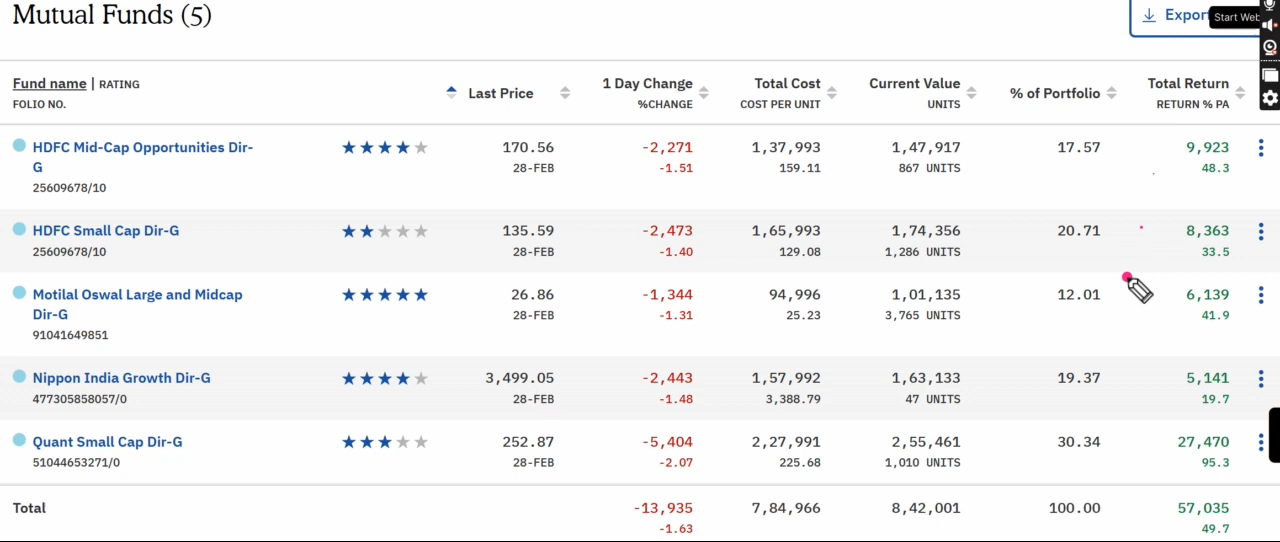 Mutual Funds (5)
Export
Start Web
Fund name | RATING
FOLIO NO.
Last Price
1 Day Change
%CHANGE
Total Cost
COST PER UNIT
Current Value
UNITS
% of Portfolio
Total Return
RETURN % PA
HDFC Mid-Cap Opportunities Dir-
G
25609678/10
170.56
28-FEB
-2,271
-1.51
1,37,993
159.11
1,47,917
867 UNITS
17.57
9,923
48.3
HDFC Small Cap Dir-G
25609678/10
135.59
28-FEB
-2,473
-1.40
1,65,993
129.08
1,74,356
1,286 UNITS
20.71
8,363
33.5
Motilal Oswal Large and Midcap
Dir-G
91041649851
26.86
28-FEB
-1,344
-1.31
94,996
25.23
1,01,135
3,765 UNITS
12.01
6,139
41.9
Nippon India Growth Dir-G
477305858057/0
3,499.05
28-FEB
-2,443
-1.48
1,57,992
3,388.79
1,63,133
47 UNITS
19.37
5,141
19.7
Quant Small Cap Dir-G
51044653271/0
252.87
28-FEB
-5,404
-2.07
2,27,991
225.68
2,55,461
1,010 UNITS
30.34
27,470
95.3
Total
-13,935
-1.63
7,84,966
8,42,001
100.00
57,035
49.7